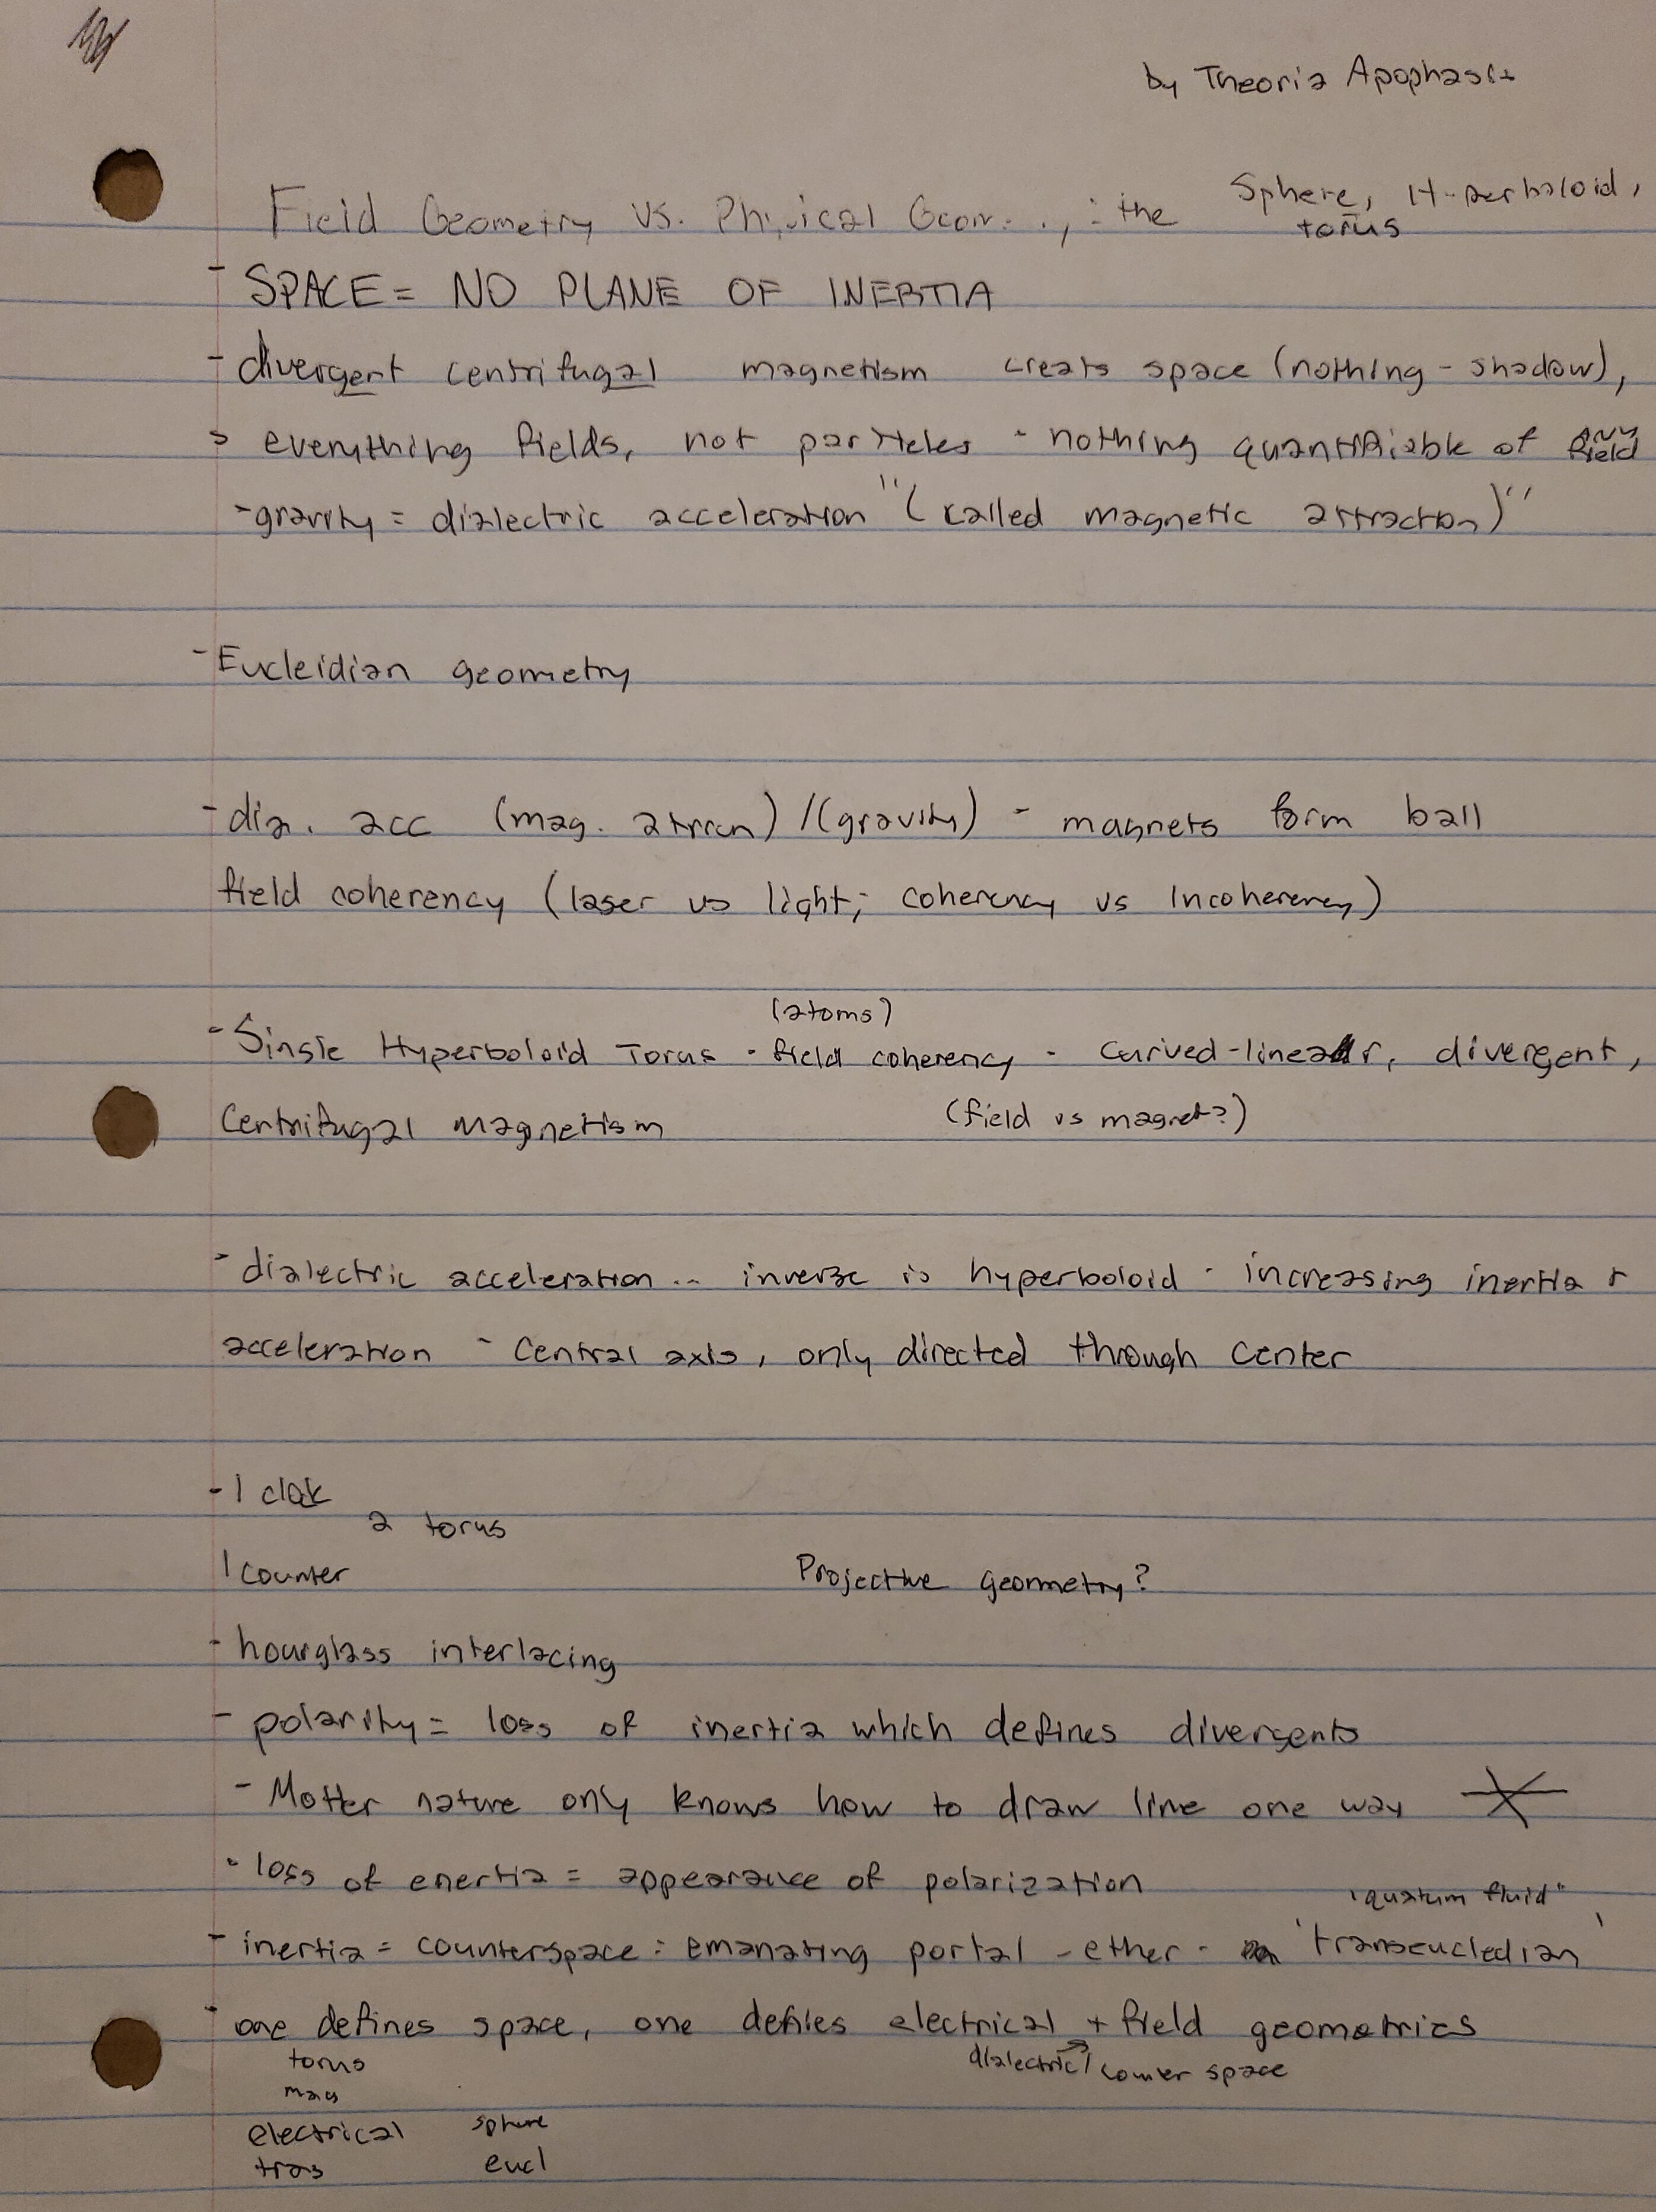 by Theoria Apophasis
Field Geometry vs. Physical Geom..., : the Sphere, Hyperboloid, torus
- SPACE = NO PLANE OF INERTIA
- divergent centrifugal magnetism creats space (nothing - shadow),
> everything fields, not particles - nothing quantifiable of any field
- gravity = dialectric acceleration "(called magnetic attraction)"
- Eucleidian geometry
- dia. acc (mag. attrcn) / (gravity) - magnets form ball
field coherency (laser vs light; coherency vs Incoherency)
(atoms)
- Single Hyperboloid Torus - field coherency - curved-linear, divergent,
Centrifugal Magnetism (field vs magnet?)
- dialectric acceleration... inverse is hyperboloid - increasing inertia +
acceleration - Central axis, only directed through center
- 1 clok
2 torus
1 counter Projective geometry?
- hourglass interlacing
- polarity = loss of inertia which defines divergents
- Motter nature only knows how to draw line one way
- loss of enertia = appearance of polarization
"quatum fluid"
- inertia = counterspace = emanating portal - ether - 'transeucledian'
- one defines space, one defiles electrical + field geometries
torus dialectric/ counter space
mag
electrical sphere
tras eucl